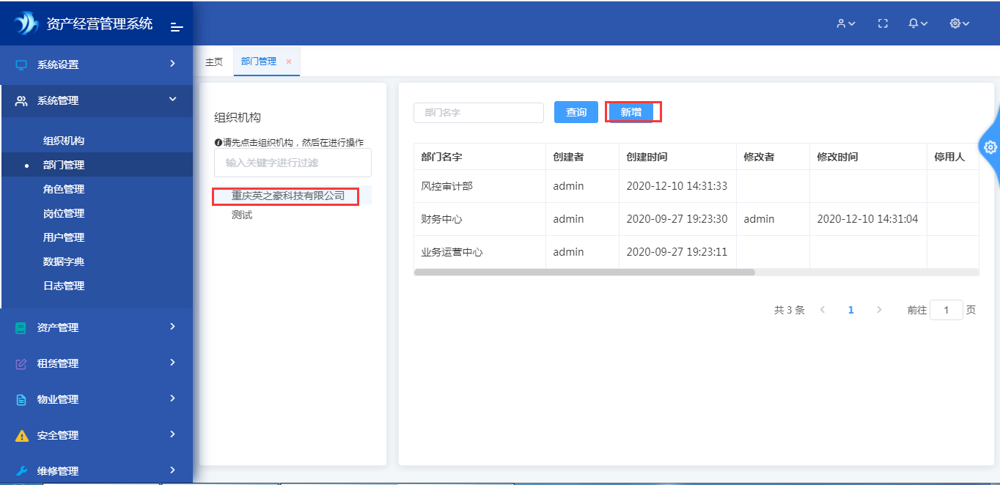 资产经营管理系统
系统设置
系统管理
组织机构
部门管理
角色管理
岗位管理
用户管理
数据字典
日志管理
资产管理
租赁管理
物业管理
安全管理
维修管理
主页 部门管理 ×
组织机构
请先点击组织机构，然后在进行操作
输入关键字进行过滤
重庆英之豪科技有限公司
测试
部门名字 查询 新增
部门名字 创建者 创建时间 修改者 修改时间 停用人
风控审计部 admin 2020-12-10 14:31:33
财务中心 admin 2020-09-27 19:23:30 admin 2020-12-10 14:31:04
业务运营中心 admin 2020-09-27 19:23:11
共 3 条 1 前往 1 页